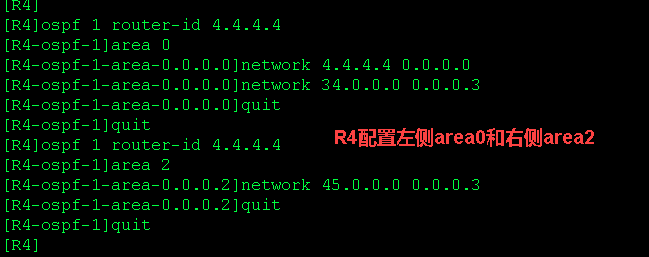 [R4]
[R4]ospf 1 router-id 4.4.4.4
[R4-ospf-1]area 0
[R4-ospf-1-area-0.0.0.0]network 4.4.4.4 0.0.0.0
[R4-ospf-1-area-0.0.0.0]network 34.0.0.0 0.0.0.3
[R4-ospf-1-area-0.0.0.0]quit
[R4-ospf-1]quit
R4配置左侧area0和右侧area2
[R4]ospf 1 router-id 4.4.4.4
[R4-ospf-1]area 2
[R4-ospf-1-area-0.0.0.2]network 45.0.0.0 0.0.0.3
[R4-ospf-1-area-0.0.0.2]quit
[R4-ospf-1]quit
[R4]